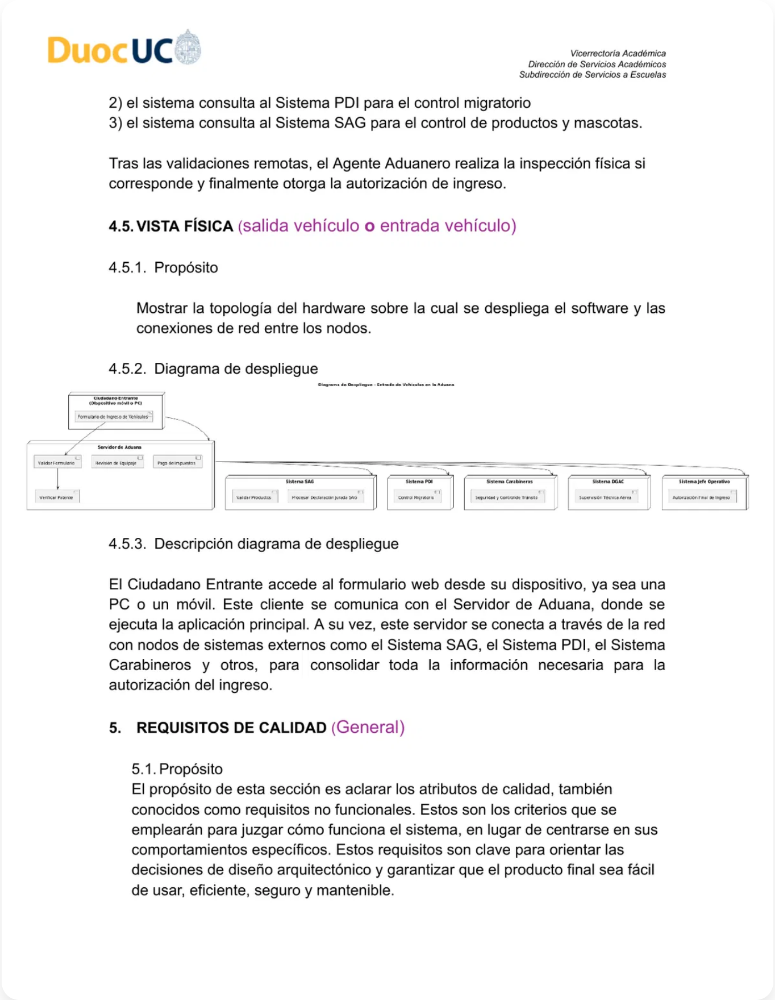 DuocUC
Vicerrectoría Académica
Dirección de Servicios Académicos
Subdirección de Servicios a Escuelas
2) el sistema consulta al Sistema PDI para el control migratorio
3) el sistema consulta al Sistema SAG para el control de productos y mascotas.
Tras las validaciones remotas, el Agente Aduanero realiza la inspección física si
corresponde y finalmente otorga la autorización de ingreso.
4.5. VISTA FÍSICA (salida vehículo o entrada vehículo)
4.5.1. Propósito
Mostrar la topología del hardware sobre la cual se despliega el software y las
conexiones de red entre los nodos.
4.5.2. Diagrama de despliegue
Diagrama de Despliegue - Entrada de Vehículos en la Aduana
Ciudadano Entrante
(Dispositivo móvil o PC)
Formulario de Ingreso de Vehículos
Servidor de Aduana
Validar Formulario
Revisión de Equipaje
Pago de Impuestos
Verificar Patente
Sistema SAG
Validar Productos
Procesar Declaración Jurada SAG
Sistema PDI
Control Migratorio
Sistema Carabineros
Seguridad y Control de Tránsito
Sistema DGAC
Supervisión Técnica Aérea
Sistema Jefe Operativo
Autorización Final de Ingreso
4.5.3. Descripción diagrama de despliegue
El Ciudadano Entrante accede al formulario web desde su dispositivo, ya sea una
PC o un móvil. Este cliente se comunica con el Servidor de Aduana, donde se
ejecuta la aplicación principal. A su vez, este servidor se conecta a través de la red
con nodos de sistemas externos como el Sistema SAG, el Sistema PDI, el Sistema
Carabineros y otros, para consolidar toda la información necesaria para la
autorización del ingreso.
5. REQUISITOS DE CALIDAD (General)
5.1. Propósito
El propósito de esta sección es aclarar los atributos de calidad, también
conocidos como requisitos no funcionales. Estos son los criterios que se
emplearán para juzgar cómo funciona el sistema, en lugar de centrarse en sus
comportamientos específicos. Estos requisitos son clave para orientar las
decisiones de diseño arquitectónico y garantizar que el producto final sea fácil
de usar, eficiente, seguro y mantenible.